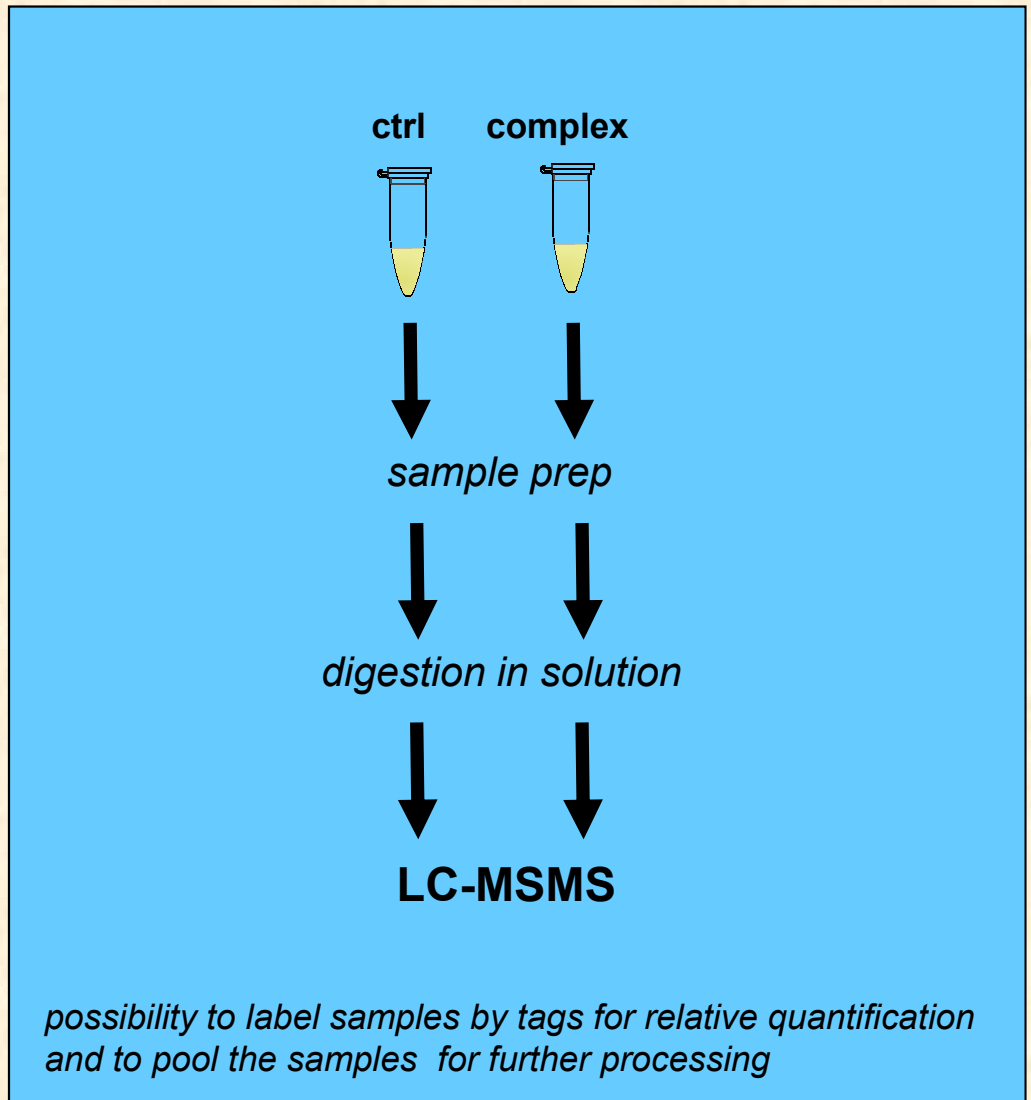 ctrl complex
sample prep
digestion in solution
LC-MSMS
possibility to label samples by tags for relative quantification
and to pool the samples for further processing